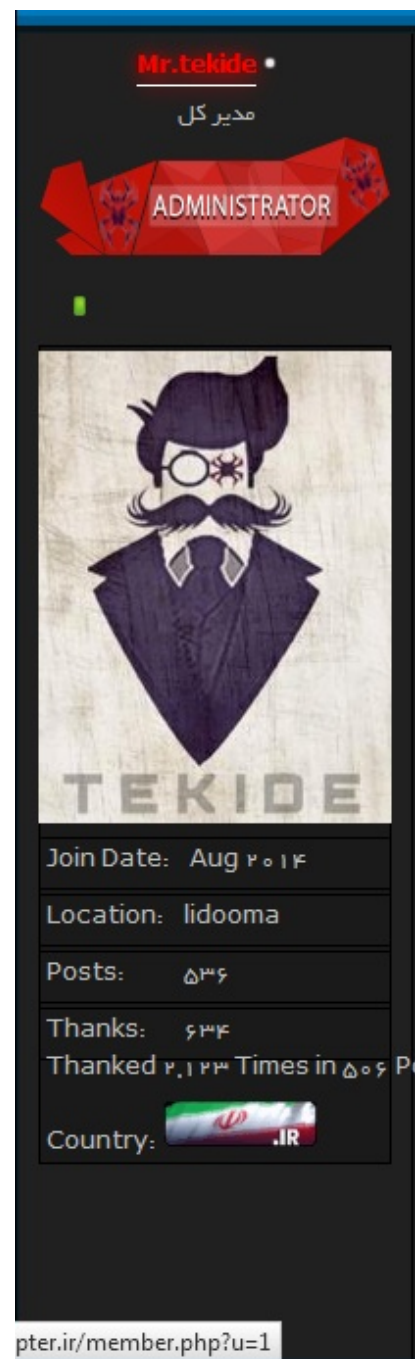 Mr.tekide
مدیر کل
ADMINISTRATOR
TEKIDE
Join Date: Aug ۲۰۱۴
Location: lidooma
Posts: ۵۳۶
Thanks: ۶۳۴
Thanked ۲,۱۲۳ Times in ۵۰۶ Po
Country: .IR
pter.ir/member.php?u=1